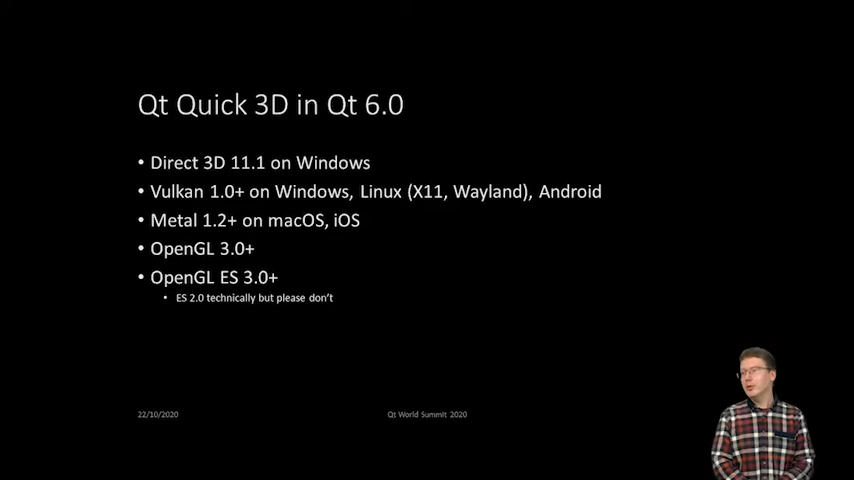 Qt Quick 3D in Qt 6.0
• Direct 3D 11.1 on Windows
• Vulkan 1.0+ on Windows, Linux (X11, Wayland), Android
• Metal 1.2+ on macOS, iOS
• OpenGL 3.0+
• OpenGL ES 3.0+
• ES 2.0 technically but please don't
22/10/2020
Qt World Summit 2020